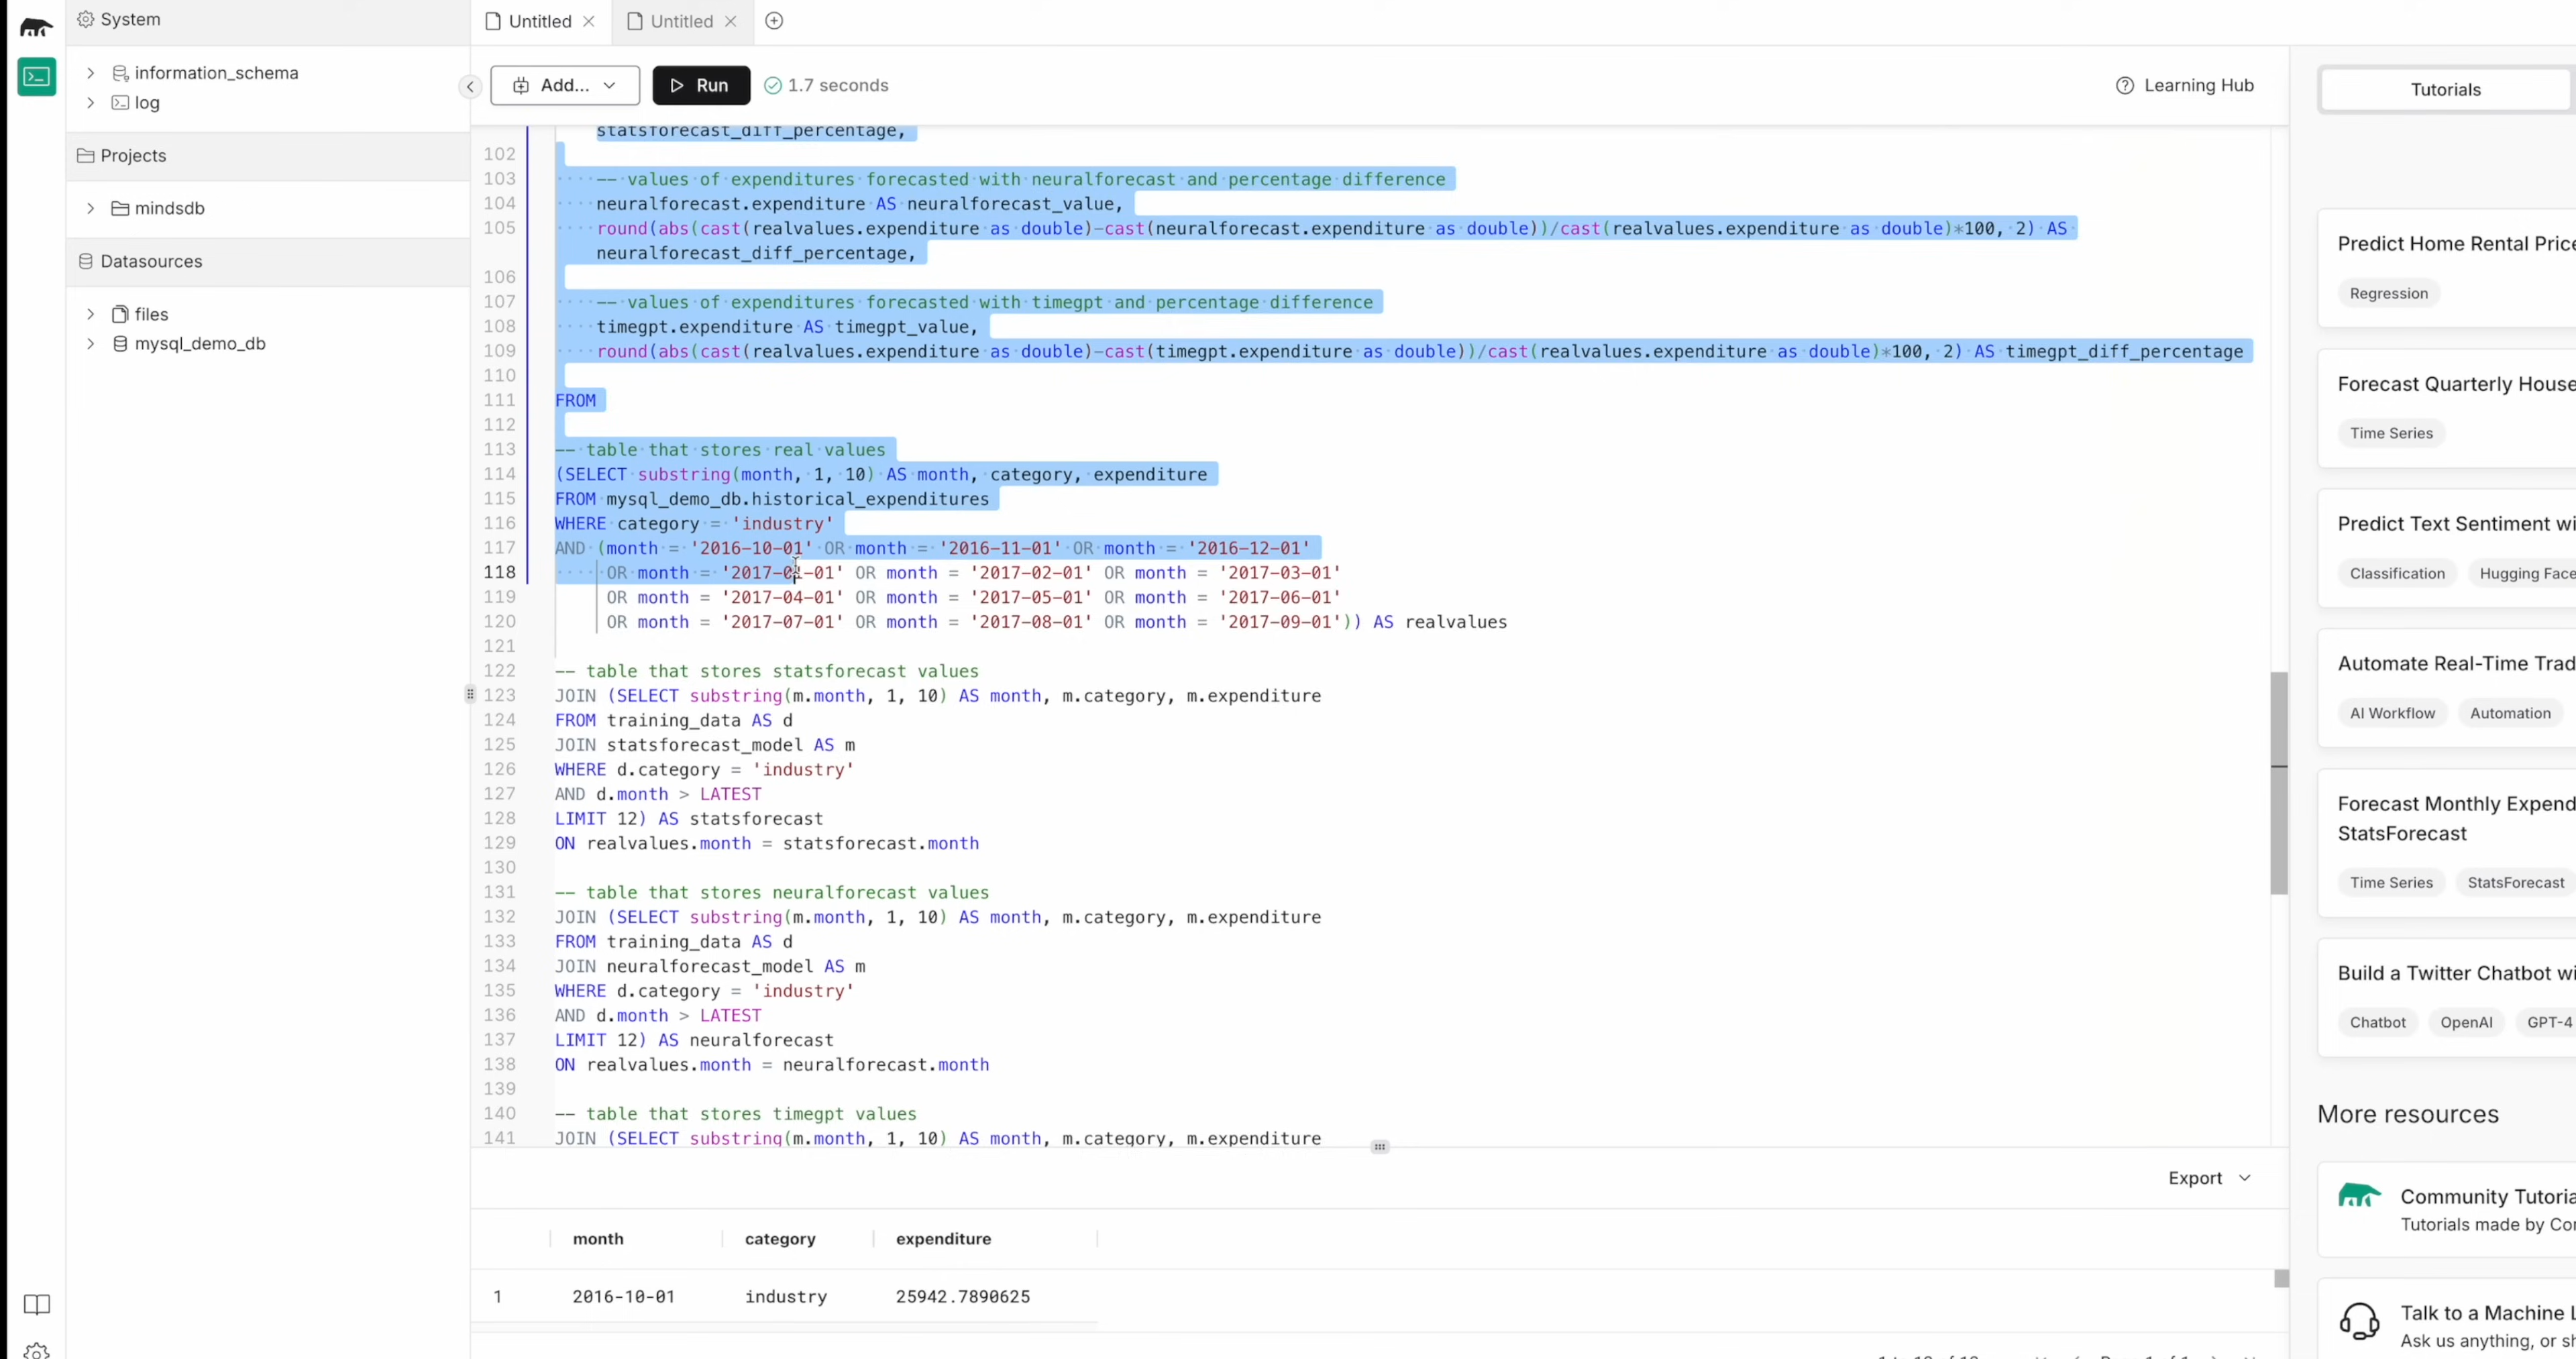 System
information_schema
log
Projects
mindsdb
Datasources
files
mysql_demo_db
Untitled
Untitled
Add...
Run
1.7 seconds
Learning Hub
statsforecast_diff_percentage,
102
103 -- values of expenditures forecasted with neuralforecast and percentage difference
104 neuralforecast.expenditure AS neuralforecast_value,
105 round(abs(cast(realvalues.expenditure as double)-cast(neuralforecast.expenditure as double))/cast(realvalues.expenditure as double)*100, 2) AS
neuralforecast_diff_percentage,
106
107 -- values of expenditures forecasted with timegpt and percentage difference
108 timegpt.expenditure AS timegpt_value,
109 round(abs(cast(realvalues.expenditure as double)-cast(timegpt.expenditure as double))/cast(realvalues.expenditure as double)*100, 2) AS timegpt_diff_percentage
110
111 FROM
112
113 -- table that stores real values
114 (SELECT substring(month, 1, 10) AS month, category, expenditure
115 FROM mysql_demo_db.historical_expenditures
116 WHERE category = 'industry'
117 AND (month = '2016-10-01' OR month = '2016-11-01' OR month = '2016-12-01'
118 OR month = '2017-01-01' OR month = '2017-02-01' OR month = '2017-03-01'
119 OR month = '2017-04-01' OR month = '2017-05-01' OR month = '2017-06-01'
120 OR month = '2017-07-01' OR month = '2017-08-01' OR month = '2017-09-01')) AS realvalues
121
122 -- table that stores statsforecast values
123 JOIN (SELECT substring(m.month, 1, 10) AS month, m.category, m.expenditure
124 FROM training_data AS d
125 JOIN statsforecast_model AS m
126 WHERE d.category = 'industry'
127 AND d.month > LATEST
128 LIMIT 12) AS statsforecast
129 ON realvalues.month = statsforecast.month
130
131 -- table that stores neuralforecast values
132 JOIN (SELECT substring(m.month, 1, 10) AS month, m.category, m.expenditure
133 FROM training_data AS d
134 JOIN neuralforecast_model AS m
135 WHERE d.category = 'industry'
136 AND d.month > LATEST
137 LIMIT 12) AS neuralforecast
138 ON realvalues.month = neuralforecast.month
139
140 -- table that stores timegpt values
141 JOIN (SELECT substring(m.month, 1, 10) AS month, m.category, m.expenditure
Export
month category expenditure
1 2016-10-01 industry 25942.7890625
Tutorials
Predict Home Rental Price
Regression
Forecast Quarterly House
Time Series
Predict Text Sentiment wi
Classification Hugging Face
Automate Real-Time Trad
AI Workflow Automation
Forecast Monthly Expend
StatsForecast
Time Series StatsForecast
Build a Twitter Chatbot wi
Chatbot OpenAI GPT-4
More resources
Community Tutoria
Tutorials made by Co
Talk to a Machine L
Ask us anything, or sh